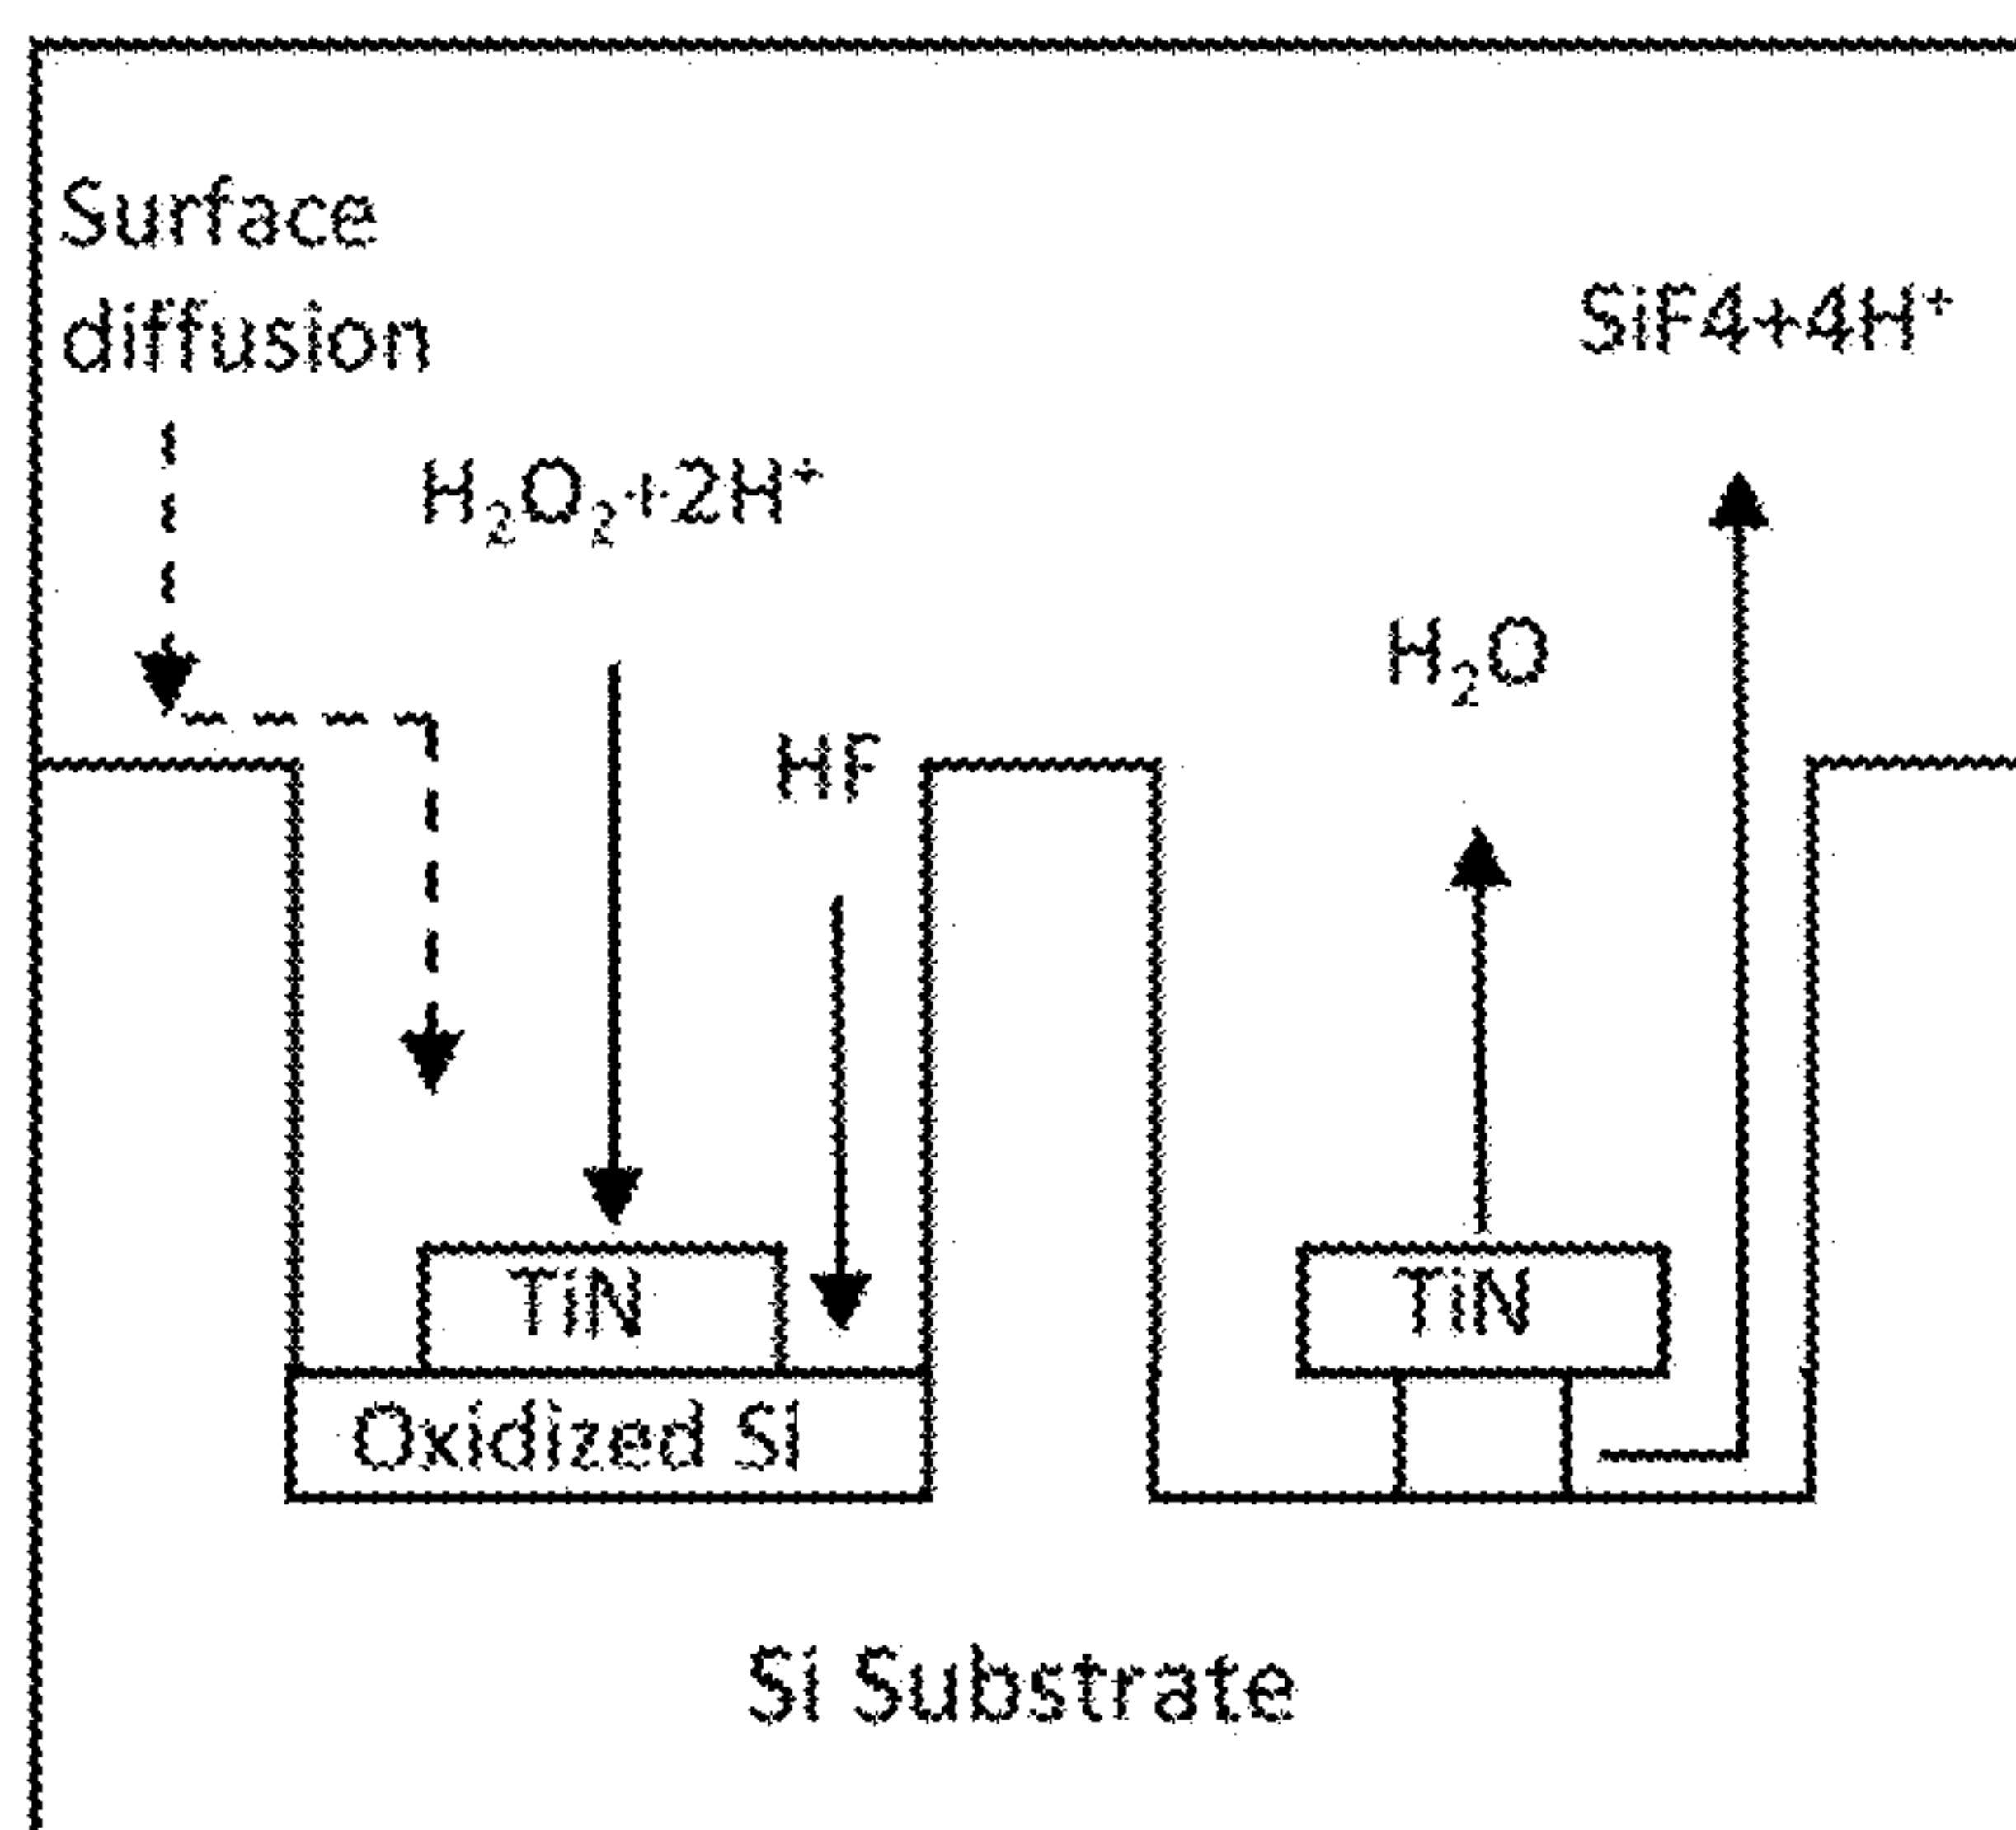 Surface
diffusion
SiF4+4H⁺
H₂O₂+2H⁺
H₂O
HF
TiN
TiN
Oxidized Si
Si Substrate